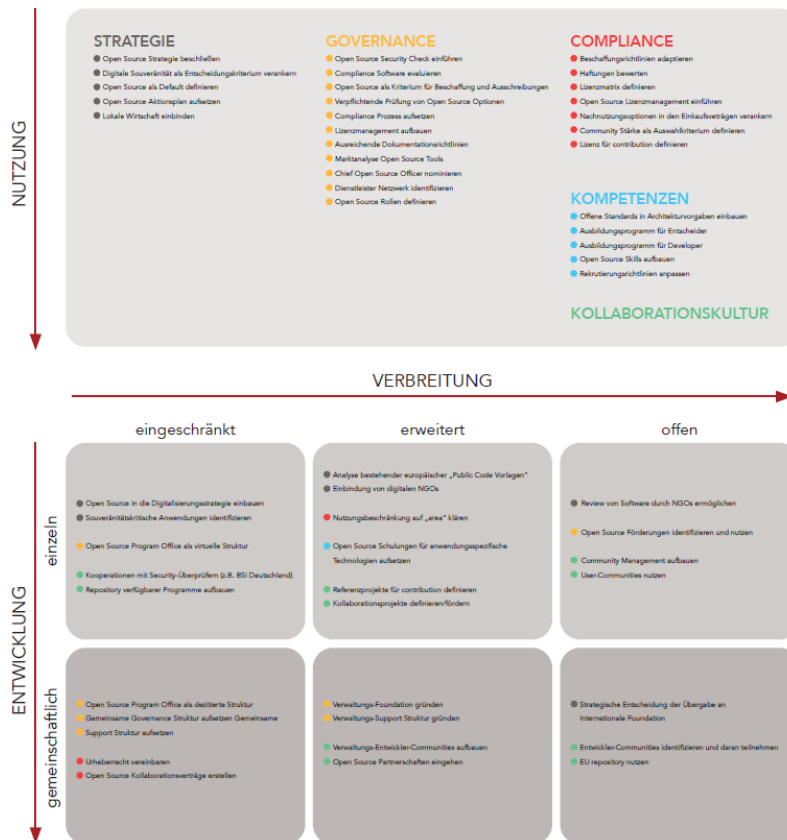 NUTZUNG
STRATEGIE
Open Source Strategie beschließen
Digitale Souveränität als Entscheidungskriterium verankern
Open Source als Default definieren
Open Source Aktionsplan aufsetzen
Lokale Wirtschaft einbinden
GOVERNANCE
Open Source Security Check einführen
Compliance Software evaluieren
Open Source als Kriterium für Beschaffung und Ausschreibungen
Verpflichtende Prüfung von Open Source Optionen
Compliance Prozess aufsetzen
Lizenzmanagement aufbauen
Ausreichende Dokumentationsrichtlinien
Marktanalyse Open Source Tools
Chief Open Source Officer nominieren
Dienstleister Netzwerk identifizieren
Open Source Rollen definieren
COMPLIANCE
Beschaffungsrichtlinien adaptieren
Haftungen bewerten
Lizenzmatrix definieren
Open Source Lizenzmanagement einführen
Nachnutzungsoptionen in den Einkaufsveträgen verankern
Community Stärke als Auswahlkriterium definieren
Lizenz für contribution definieren
KOMPETENZEN
Offene Standards in Architekturvorgaben einbauen
Ausbildungsprogramm für Entscheider
Ausbildungsprogramm für Developer
Open Source Skills aufbauen
Rekrutierungsrichtlinien anpassen
KOLLABORATIONSKULTUR
VERBREITUNG
eingeschränkt
erweitert
offen
ENTWICKLUNG
einzeln
Open Source in die Digitalisierungsstrategie einbauen
Souveränitätskritische Anwendungen identifizieren
Open Source Program Office als virtuelle Struktur
Kooperationen mit Security-Überprüfern (z.B. BSI Deutschland)
Repository verfügbarer Programme aufbauen
Analyse bestehender europäischer „Public Code Vorlagen"
Einbindung von digitalen NGOs
Nutzungsbeschränkung auf „area" klären
Open Source Schulungen für anwendungsspezifische
Technologien aufsetzen
Referenzprojekte für contribution definieren
Kollaborationsprojekte definieren/fördern
Review von Software durch NGOs ermöglichen
Open Source Förderungen identifizieren und nutzen
Community Management aufbauen
User-Communities nutzen
gemeinschaftlich
Open Source Program Office als dezitierte Struktur
Gemeinsame Governance Struktur aufsetzen Gemeinsame
Support Struktur aufsetzen
Urheberrecht vereinbaren
Open Source Kollaborationsverträge erstellen
Verwaltungs-Foundation gründen
Verwaltungs-Support Struktur gründen
Verwaltungs-Entwickler-Communities aufbauen
Open Source Partnerschaften eingehen
Strategische Entscheidung der Übergabe an
internationale Foundation
Entwickler-Communities identifizieren und daran teilnehmen
EU repository nutzen